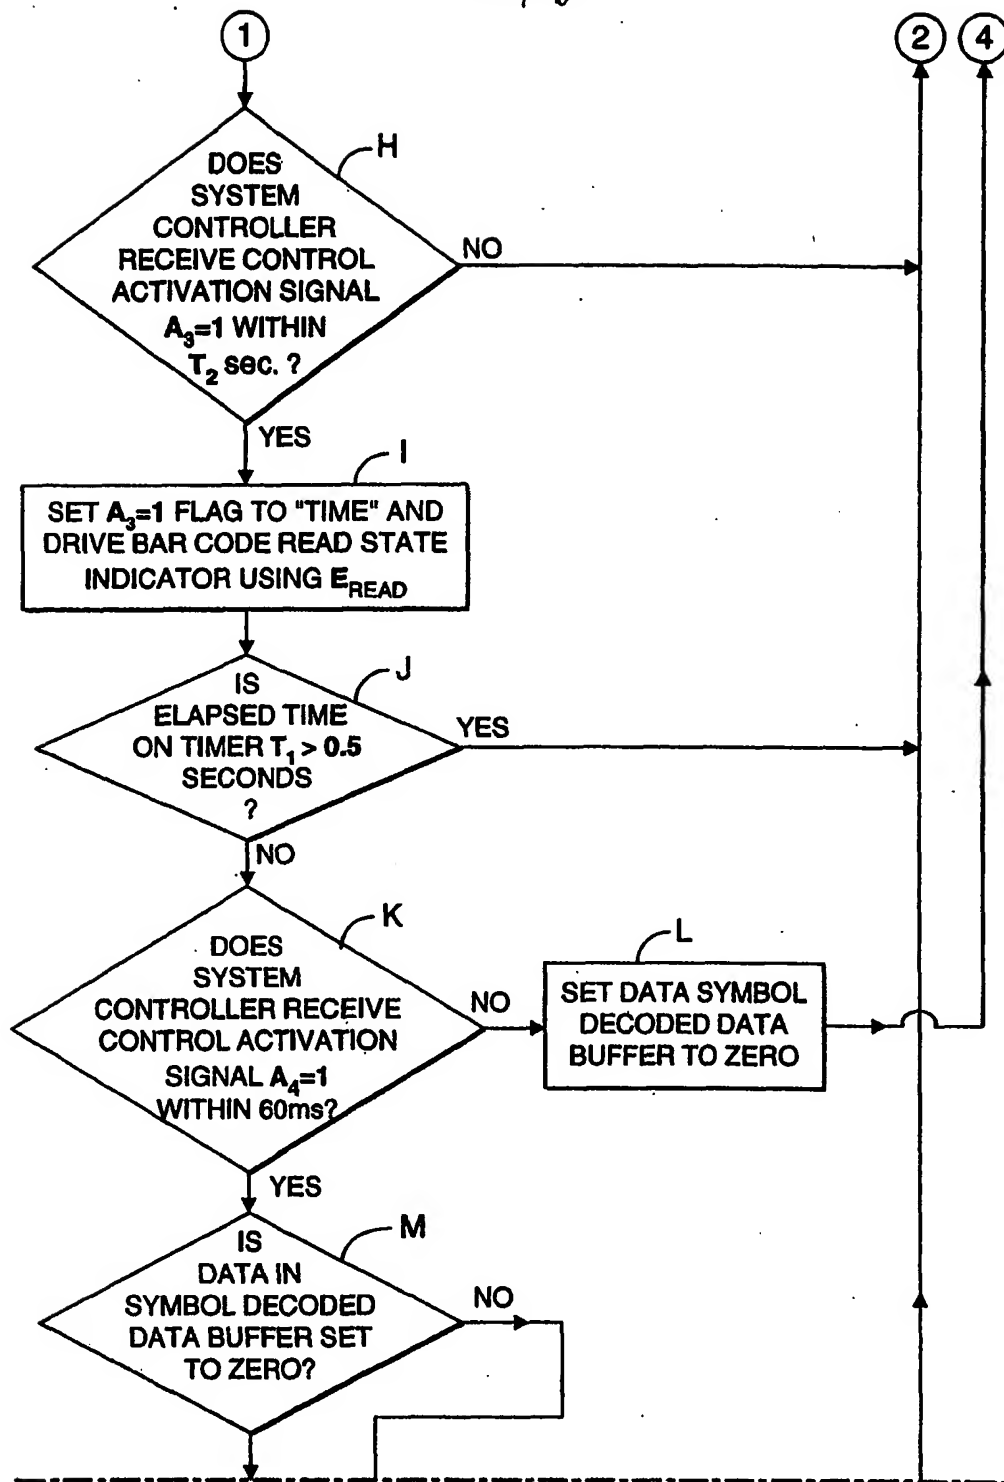 1
2
4
H
DOES
SYSTEM
CONTROLLER
RECEIVE CONTROL
ACTIVATION SIGNAL
A₃=1 WITHIN
T₂ sec. ?
NO
YES
I
SET A₃=1 FLAG TO "TIME" AND
DRIVE BAR CODE READ STATE
INDICATOR USING E_READ
J
IS
ELAPSED TIME
ON TIMER T₁ > 0.5
SECONDS
?
YES
NO
K
DOES
SYSTEM
CONTROLLER RECEIVE
CONTROL ACTIVATION
SIGNAL A₄=1
WITHIN 60ms?
NO
L
SET DATA SYMBOL
DECODED DATA
BUFFER TO ZERO
YES
M
IS
DATA IN
SYMBOL DECODED
DATA BUFFER SET
TO ZERO?
NO